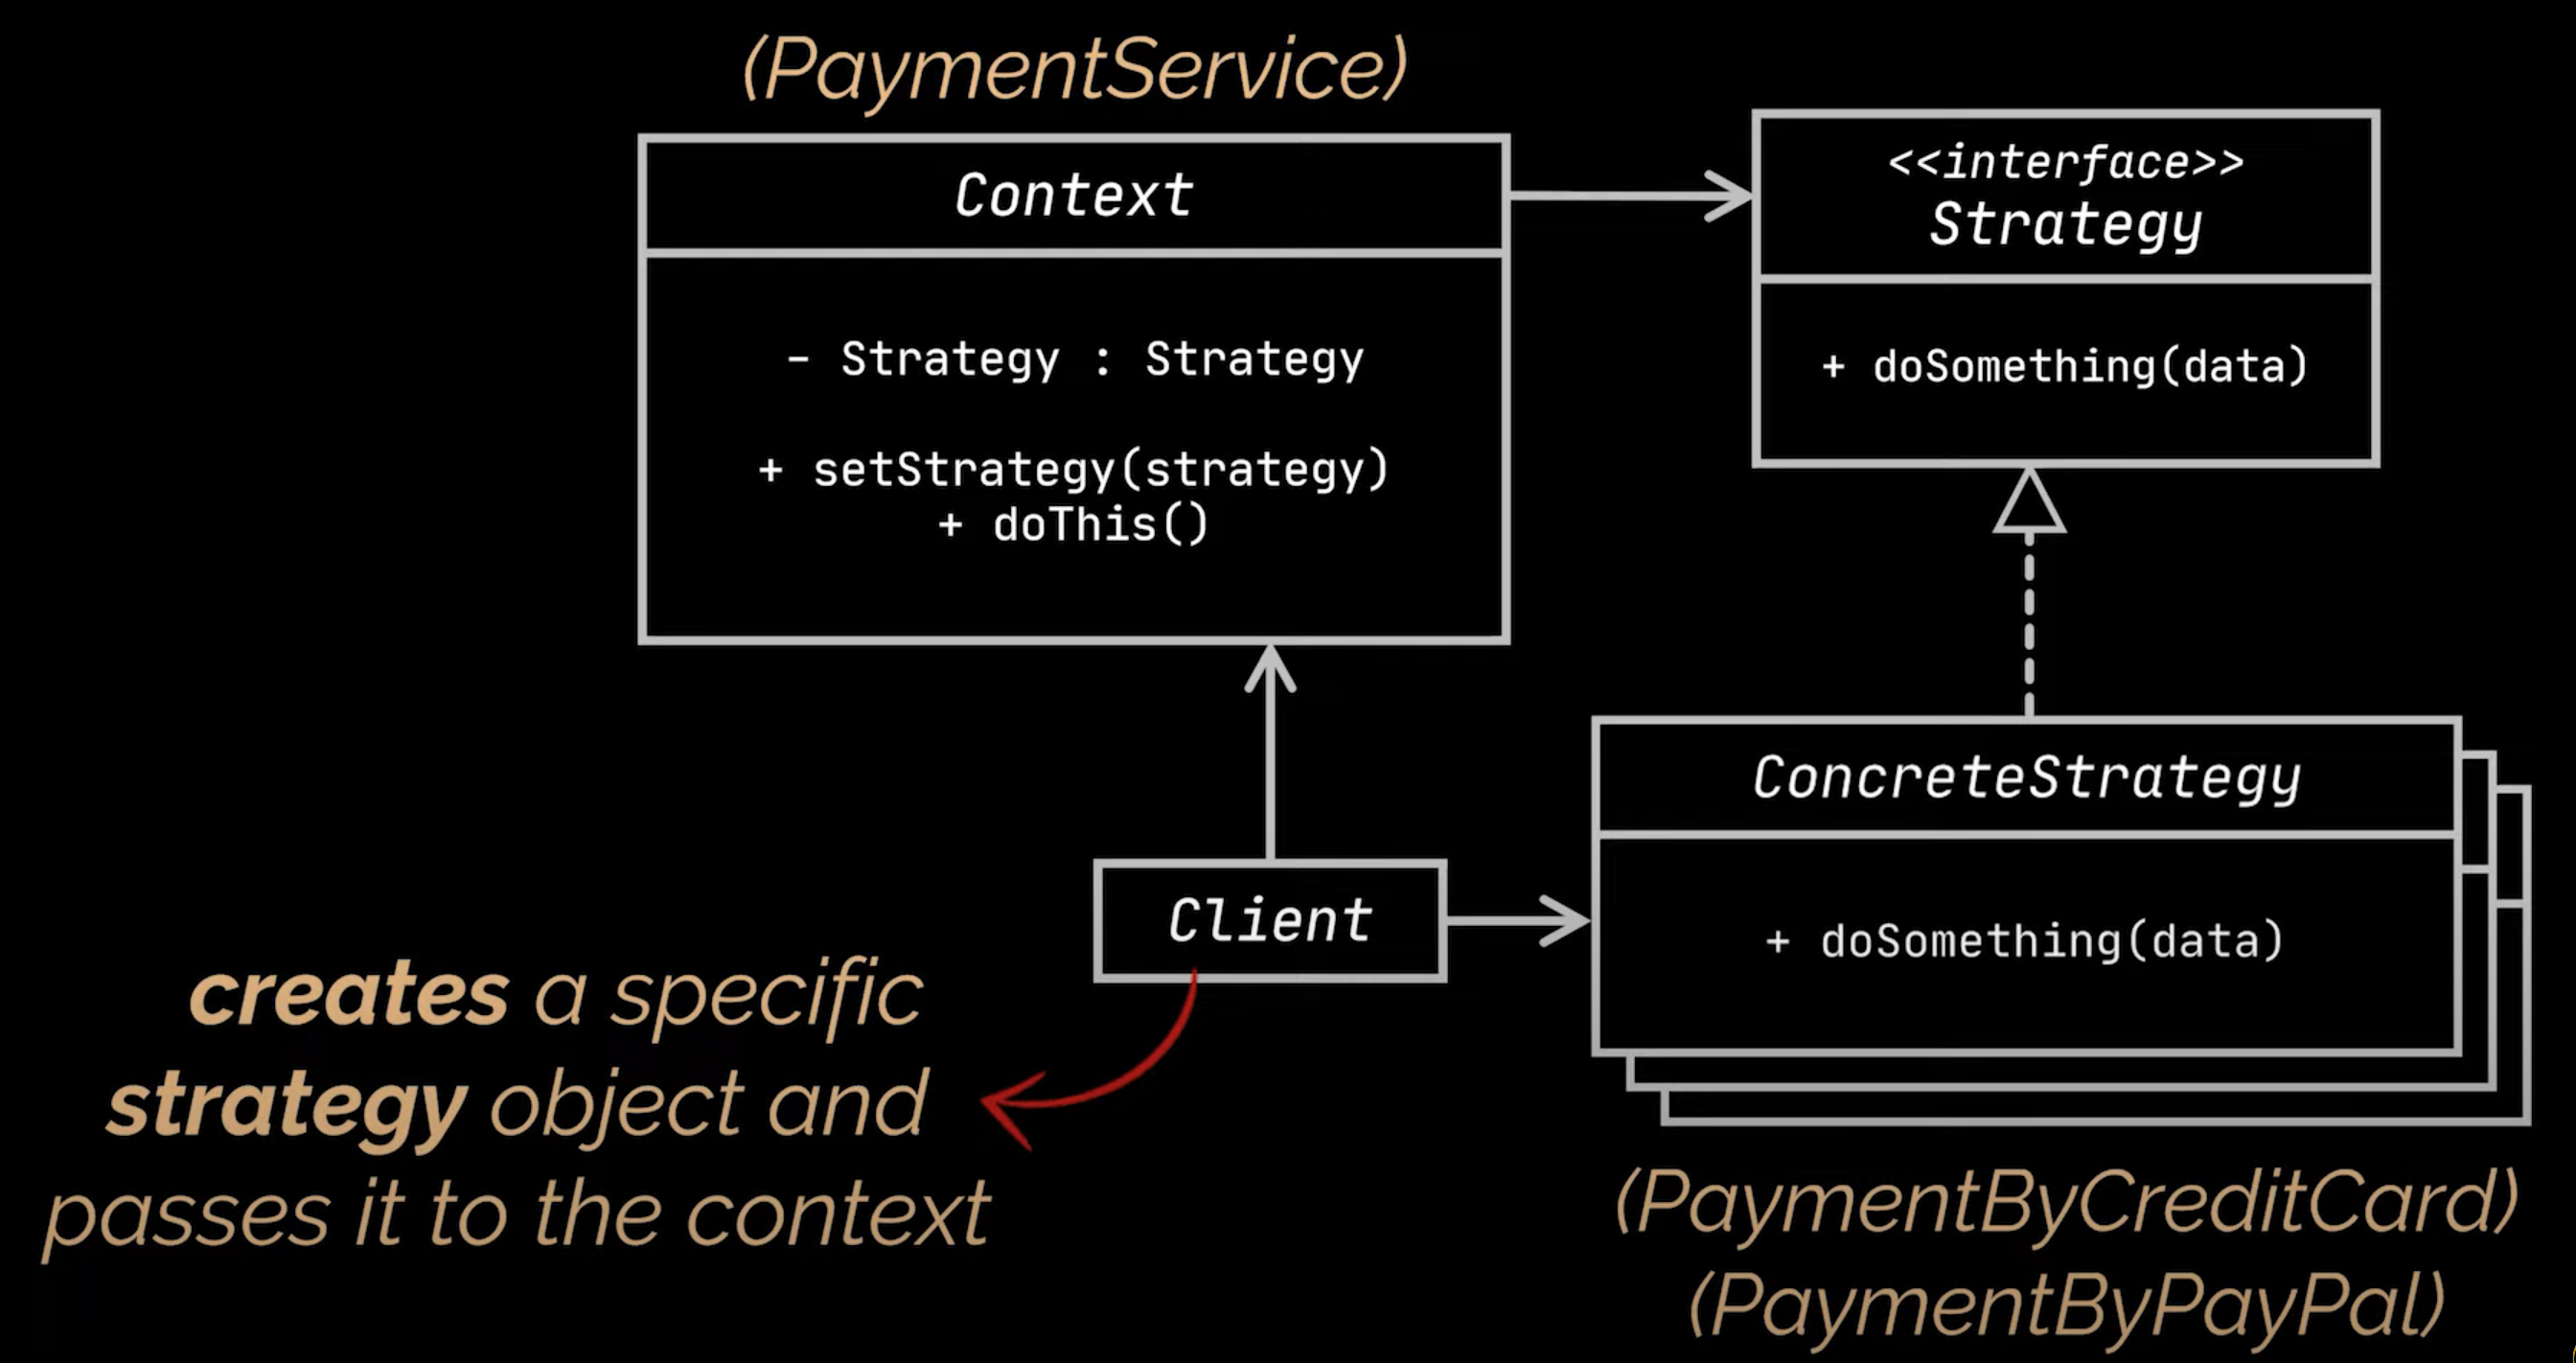 (PaymentService)
Context
- Strategy : Strategy
+ setStrategy(strategy)
+ doThis()
<<interface>>
Strategy
+ doSomething(data)
Client
ConcreteStrategy
+ doSomething(data)
creates a specific
strategy object and
passes it to the context
(PaymentByCreditCard)
(PaymentByPayPal)